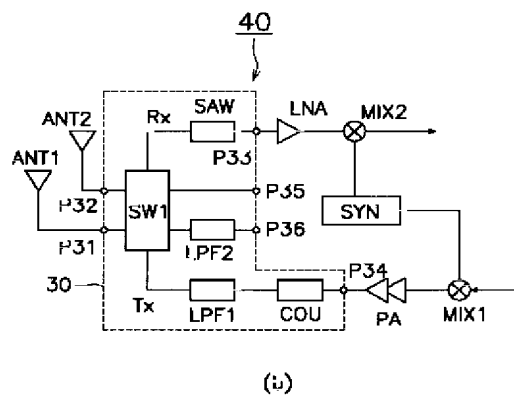 40
Rx SAW LNA MIX2
ANT2
ANT1
P33
P32 SW1 P35 SYN
P31 P36
LPF2
P34
30
Tx LPF1 COU PA MIX1
(b)